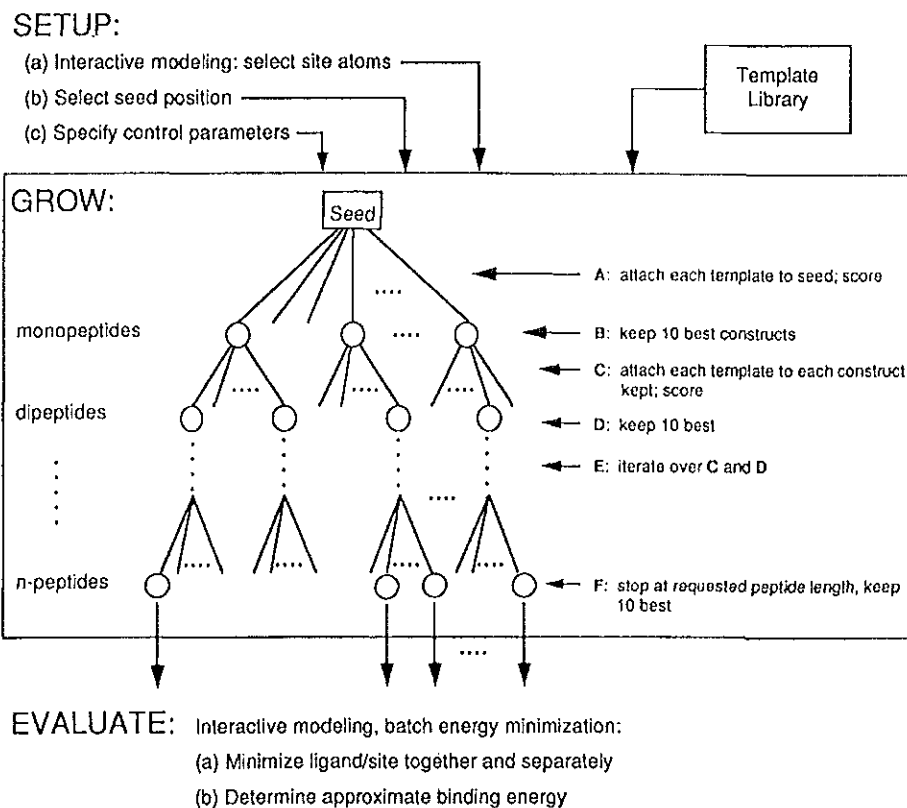 SETUP:
(a) Interactive modeling: select site atoms
(b) Select seed position
(c) Specify control parameters
Template
Library
GROW:
Seed
A: attach each template to seed; score
monopeptides
B: keep 10 best constructs
C: attach each template to each construct
kept; score
dipeptides
D: keep 10 best
E: iterate over C and D
n-peptides
F: stop at requested peptide length, keep
10 best
EVALUATE: Interactive modeling, batch energy minimization:
(a) Minimize ligand/site together and separately
(b) Determine approximate binding energy